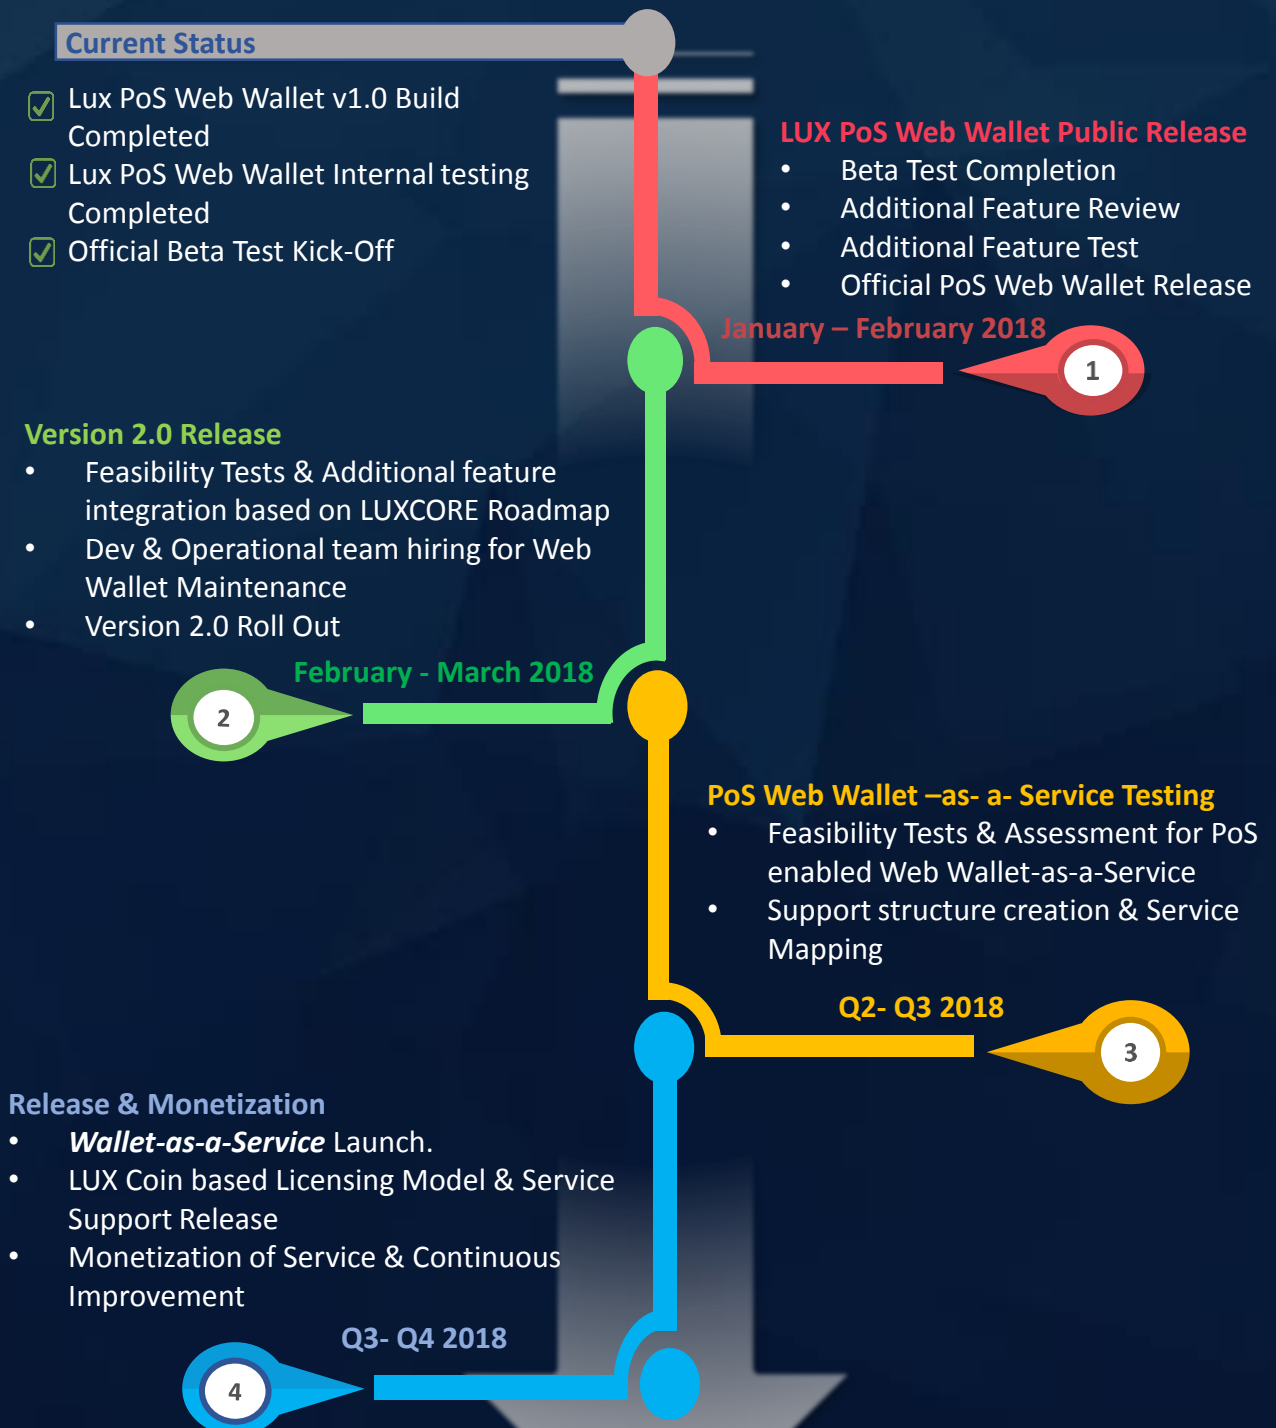 Current Status
Lux PoS Web Wallet v1.0 Build
Completed
Lux PoS Web Wallet Internal testing
Completed
Official Beta Test Kick-Off
LUX PoS Web Wallet Public Release
• Beta Test Completion
• Additional Feature Review
• Additional Feature Test
• Official PoS Web Wallet Release
January – February 2018
1
Version 2.0 Release
• Feasibility Tests & Additional feature
integration based on LUXCORE Roadmap
• Dev & Operational team hiring for Web
Wallet Maintenance
• Version 2.0 Roll Out
February - March 2018
2
PoS Web Wallet –as- a- Service Testing
• Feasibility Tests & Assessment for PoS
enabled Web Wallet-as-a-Service
• Support structure creation & Service
Mapping
Q2- Q3 2018
3
Release & Monetization
• Wallet-as-a-Service Launch.
• LUX Coin based Licensing Model & Service
Support Release
• Monetization of Service & Continuous
Improvement
Q3- Q4 2018
4